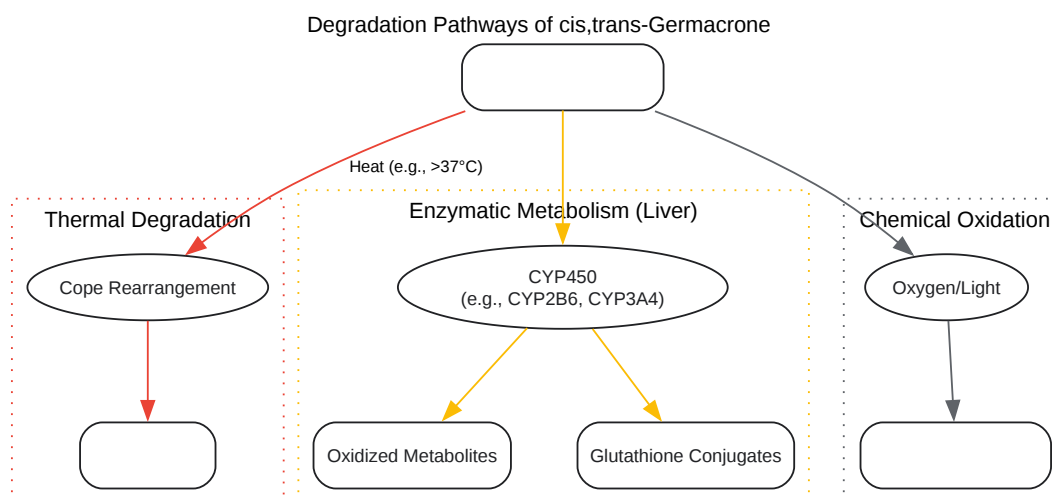 Degradation Pathways of cis,trans-Germacrone
Heat (e.g., >37°C)
Thermal Degradation
Enzymatic Metabolism (Liver)
Chemical Oxidation
Cope Rearrangement
CYP450
(e.g., CYP2B6, CYP3A4)
Oxygen/Light
Oxidized Metabolites
Glutathione Conjugates